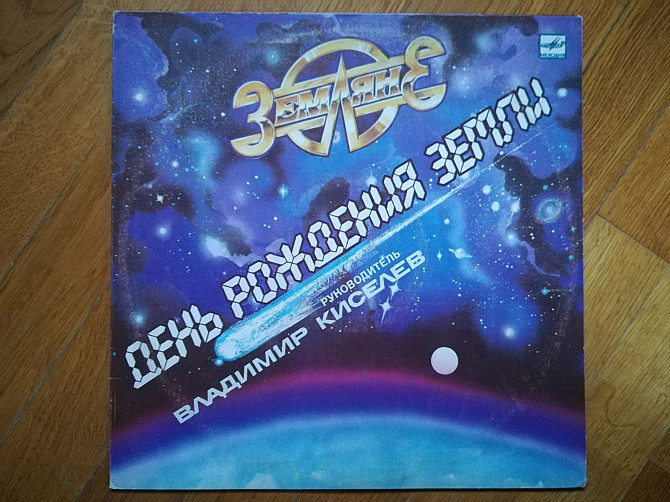 ЗЕМЛЯНЕ
ДЕНЬ РОЖДЕНИЯ ЗЕМЛИ
РУКОВОДИТЕЛЬ
ВЛАДИМИР КИСЕЛЕВ